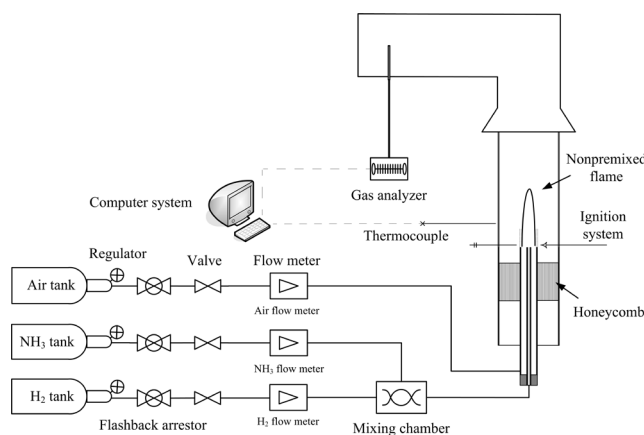 Nonpremixed
flame
Gas analyzer
Computer system
Ignition
system
Thermocouple
Regulator
Valve
Flow meter
Air tank
Honeycomb
Air flow meter
NH3 tank
NH3 flow meter
H2 tank
Flashback arrestor
H2 flow meter
Mixing chamber